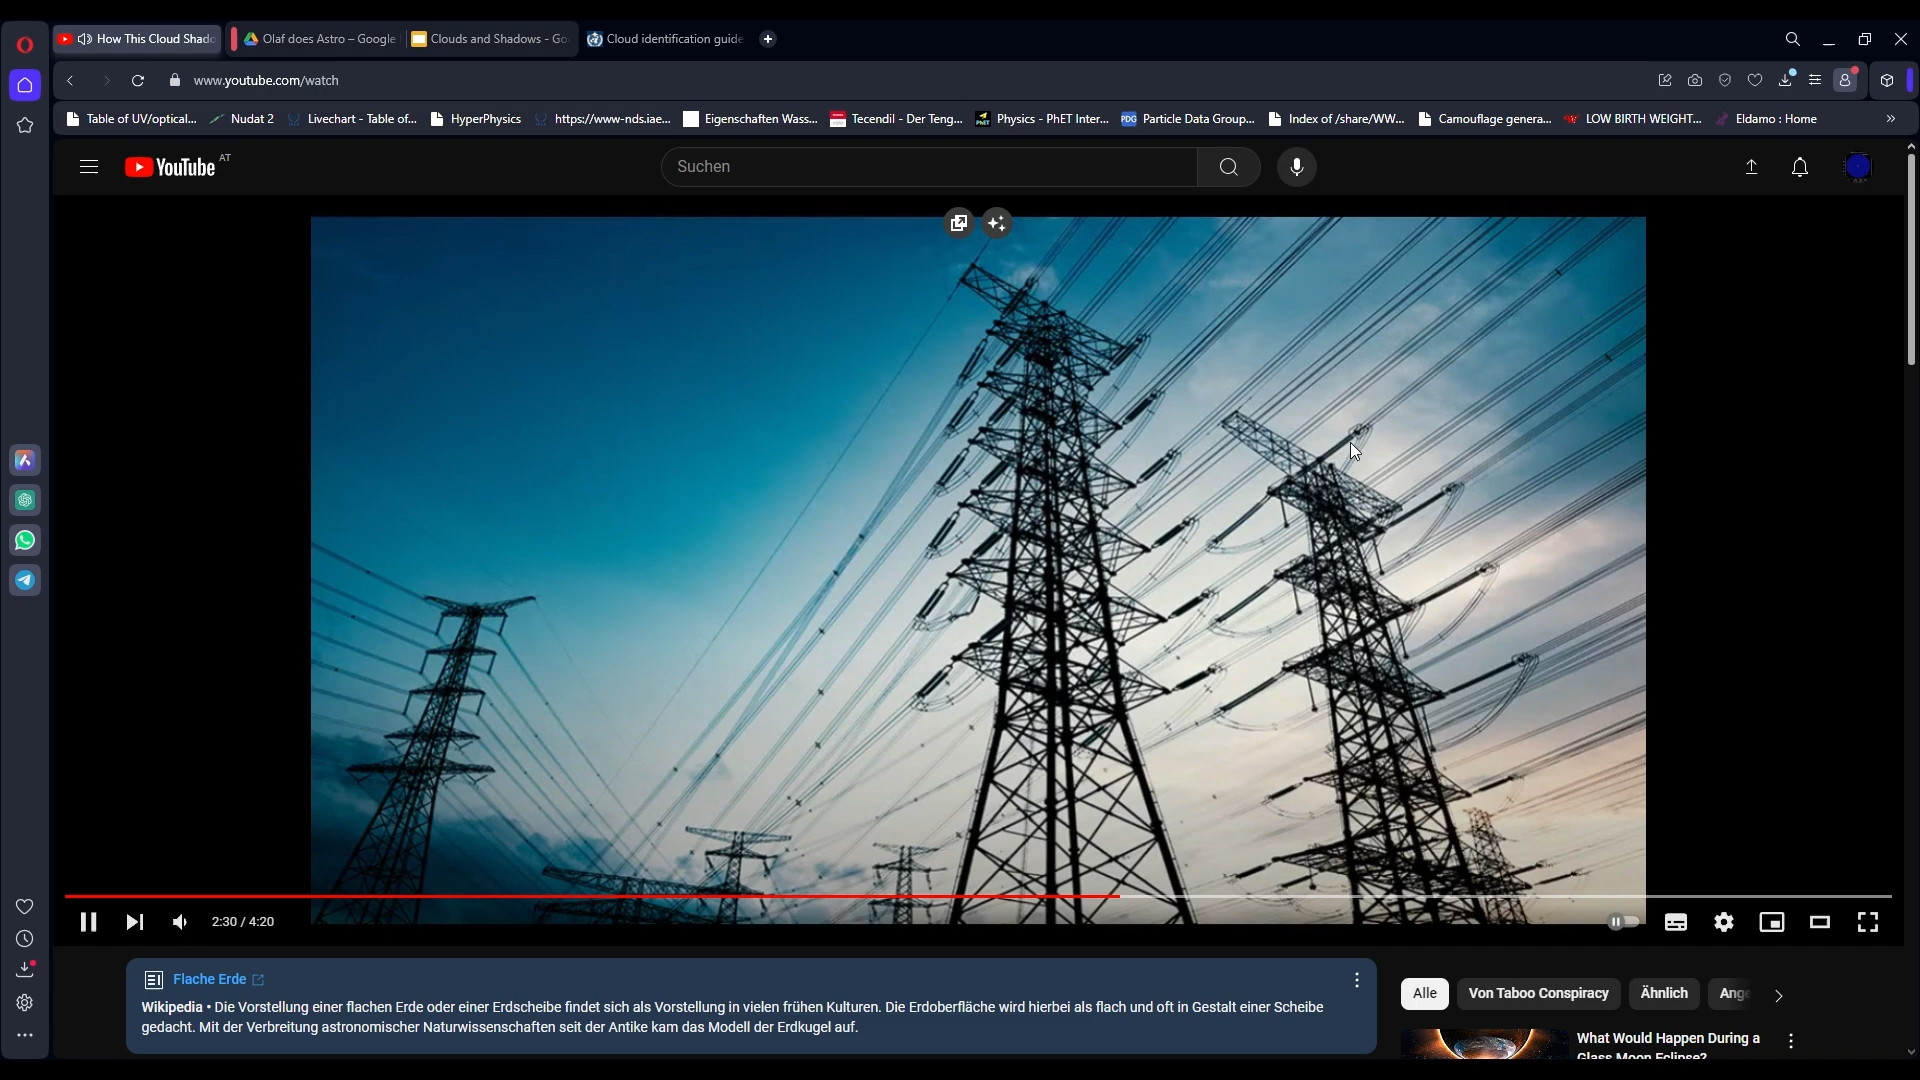 How This Cloud Shado
Olaf does Astro – Google
Clouds and Shadows - Go
Cloud identification guide
www.youtube.com/watch
Table of UV/optical...
Nudat 2
Livechart - Table of...
HyperPhysics
https://www-nds.iae...
Eigenschaften Wass...
Tecendil - Der Teng...
Physics - PhET Inter...
Particle Data Group...
Index of /share/WW...
Camouflage genera...
LOW BIRTH WEIGHT...
Eldamo : Home
YouTube AT
Suchen
2:30 / 4:20
Flache Erde
Wikipedia • Die Vorstellung einer flachen Erde oder einer Erdscheibe findet sich als Vorstellung in vielen frühen Kulturen. Die Erdoberfläche wird hierbei als flach und oft in Gestalt einer Scheibe
gedacht. Mit der Verbreitung astronomischer Naturwissenschaften seit der Antike kam das Modell der Erdkugel auf.
Alle
Von Taboo Conspiracy
Ähnlich
Ange
What Would Happen During a
Glass Moon Eclipse?